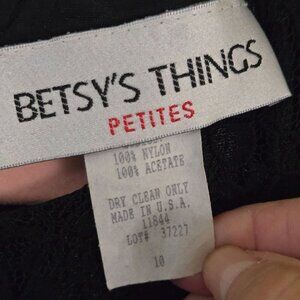 BETSY'S THINGS
PETITES
100% NYLON
100% ACETATE
DRY CLEAN ONLY
MADE IN U.S.A.
11844
LOT# 37227
10